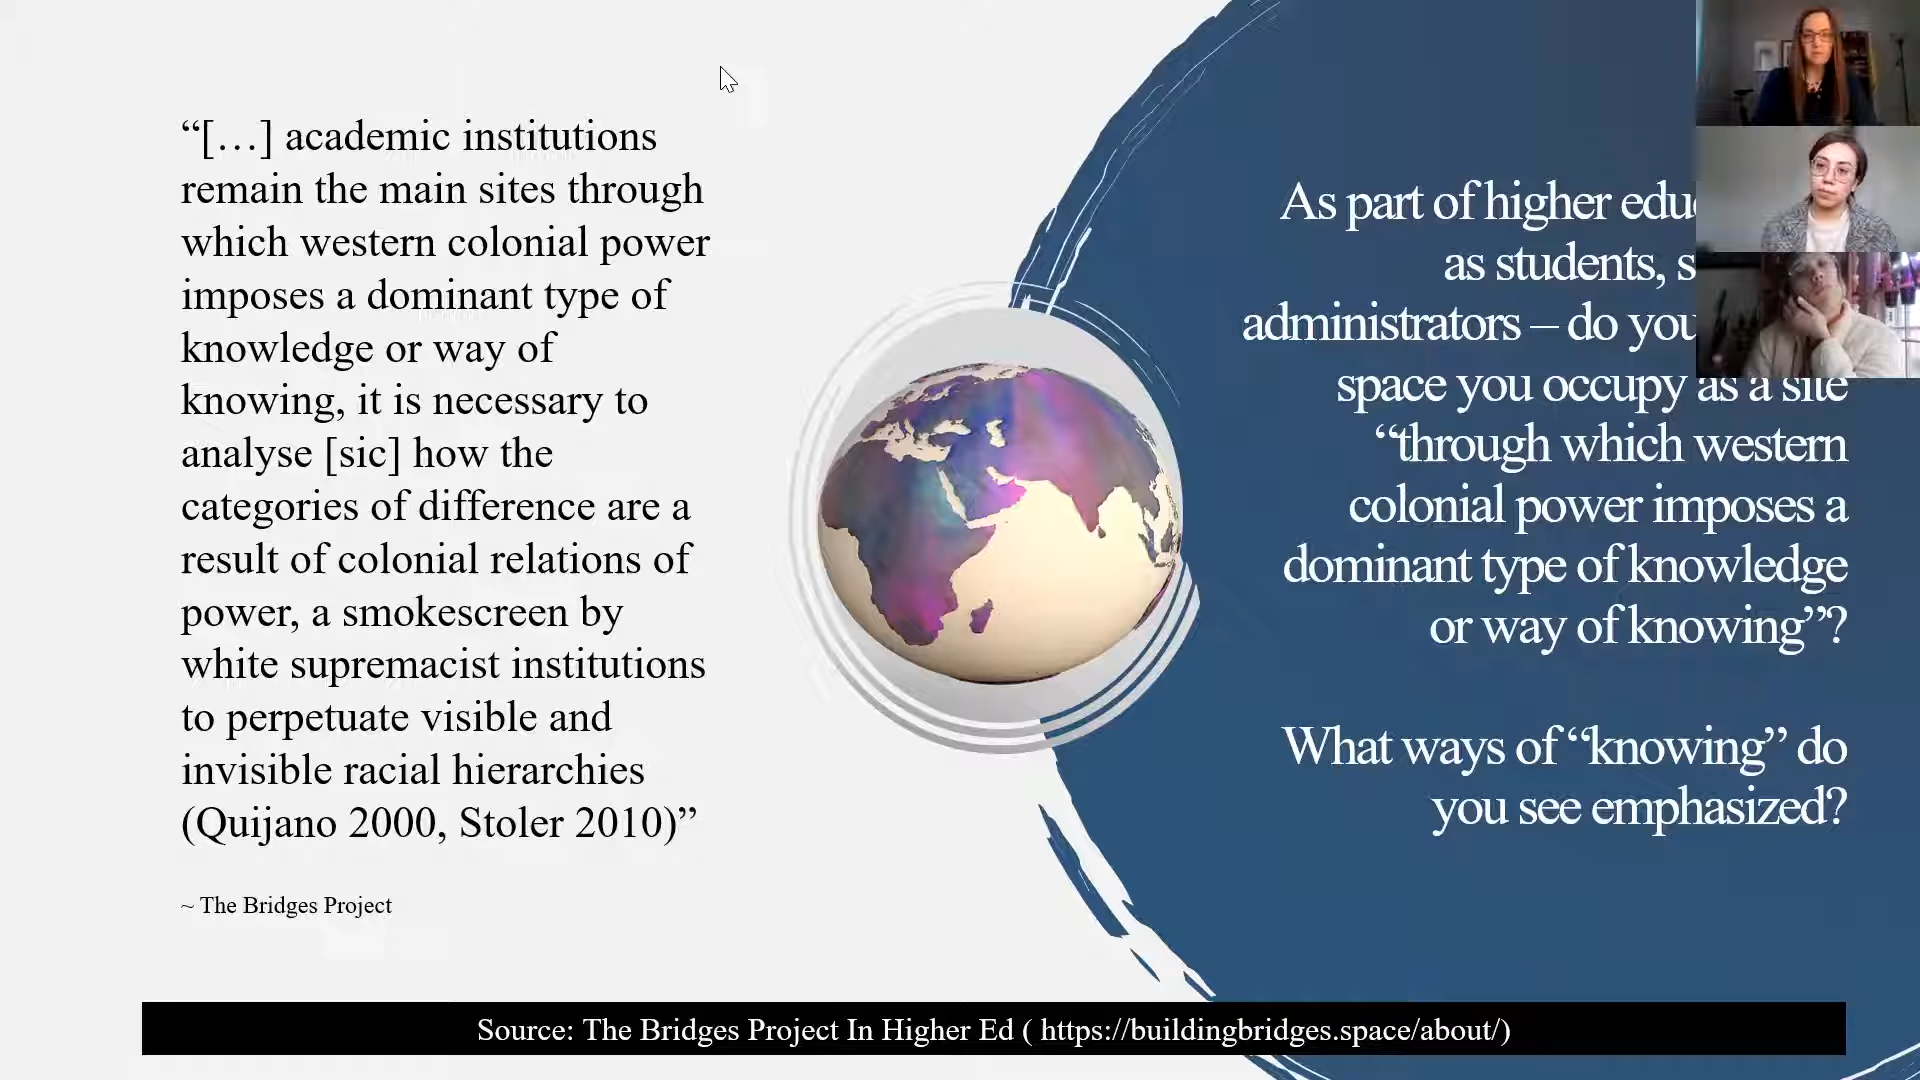 “[…] academic institutions
remain the main sites through
which western colonial power
imposes a dominant type of
knowledge or way of
knowing, it is necessary to
analyse [sic] how the
categories of difference are a
result of colonial relations of
power, a smokescreen by
white supremacist institutions
to perpetuate visible and
invisible racial hierarchies
(Quijano 2000, Stoler 2010)”
~ The Bridges Project
As part of higher
as students,
administrators – do you
space you occupy as a site
“through which western
colonial power imposes a
dominant type of knowledge
or way of knowing”?
What ways of “knowing” do
you see emphasized?
Source: The Bridges Project In Higher Ed ( https://buildingbridges.space/about/)